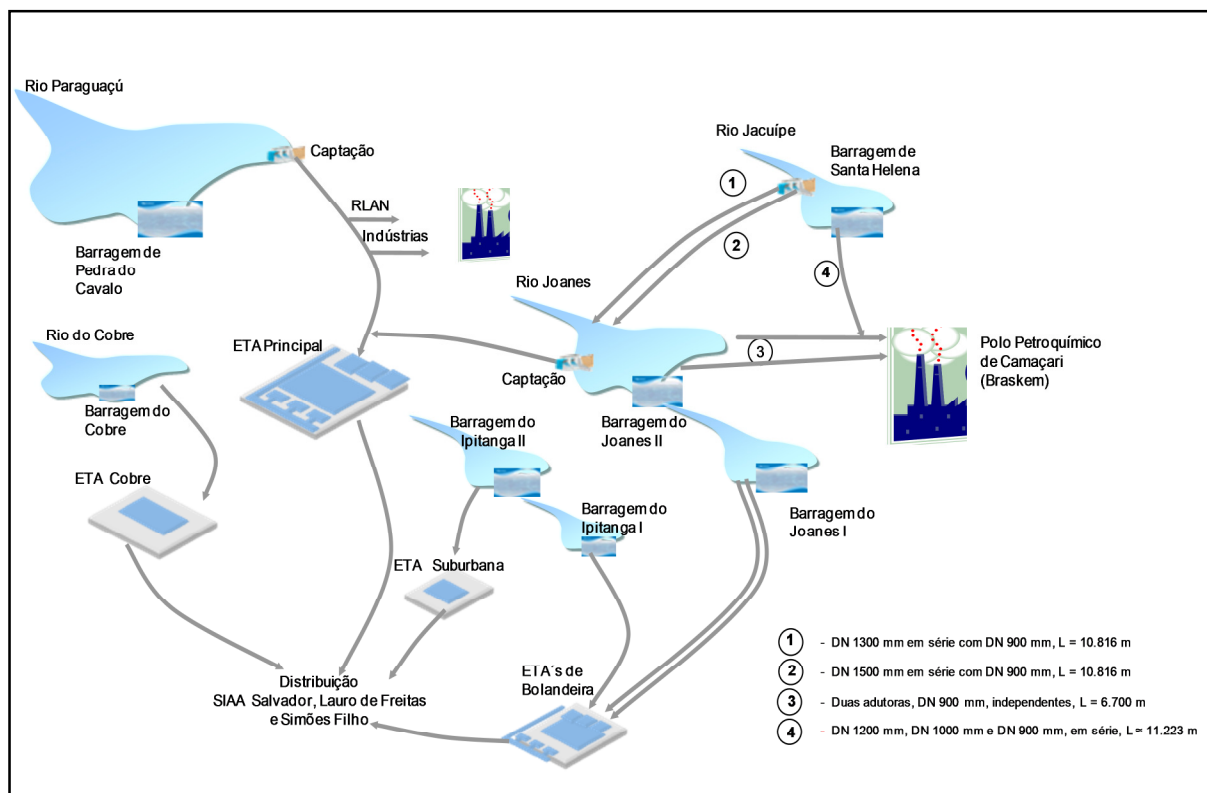 Rio Paraguaçú
Captação
RLAN
Indústrias
Barragem de
Pedra do
Cavalo
Rio Jacuípe
Barragem de
Santa Helena
1
2
4
Rio Joanes
3
Polo Petroquímico
de Camaçari
(Braskem)
Rio do Cobre
ETA Principal
Captação
Barragem do
Cobre
Barragem do
Ipitanga II
Barragem do
Joanes II
ETA Cobre
Barragem do
Ipitanga I
Barragem do
Joanes I
ETA Suburbana
Distribuição
SIAA Salvador, Lauro de Freitas
e Simões Filho
ETA´s de
Bolandeira
1 - DN 1300 mm em série com DN 900 mm, L = 10.816 m
2 - DN 1500 mm em série com DN 900 mm, L = 10.816 m
3 - Duas adutoras, DN 900 mm, independentes, L = 6.700 m
4 - DN 1200 mm, DN 1000 mm e DN 900 mm, em série, L = 11.223 m